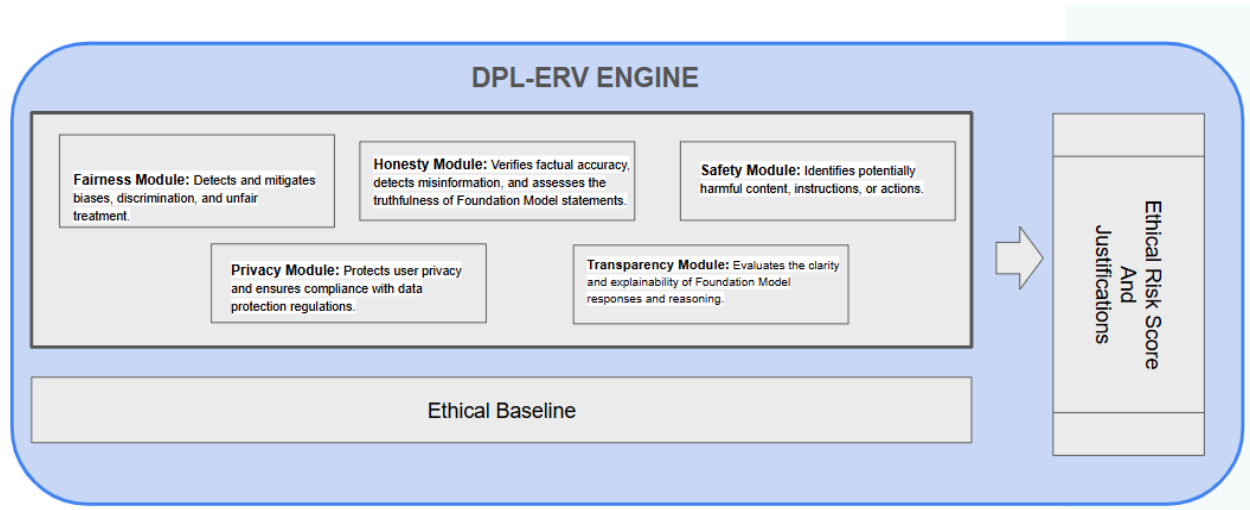 DPL-ERV ENGINE
Fairness Module: Detects and mitigates
biases, discrimination, and unfair
treatment.
Honesty Module: Verifies factual accuracy,
detects misinformation, and assesses the
truthfulness of Foundation Model statements.
Safety Module: Identifies potentially
harmful content, instructions, or actions.
Privacy Module: Protects user privacy
and ensures compliance with data
protection regulations.
Transparency Module: Evaluates the clarity
and explainability of Foundation Model
responses and reasoning.
Ethical Baseline
Ethical Risk Score
And
Justifications